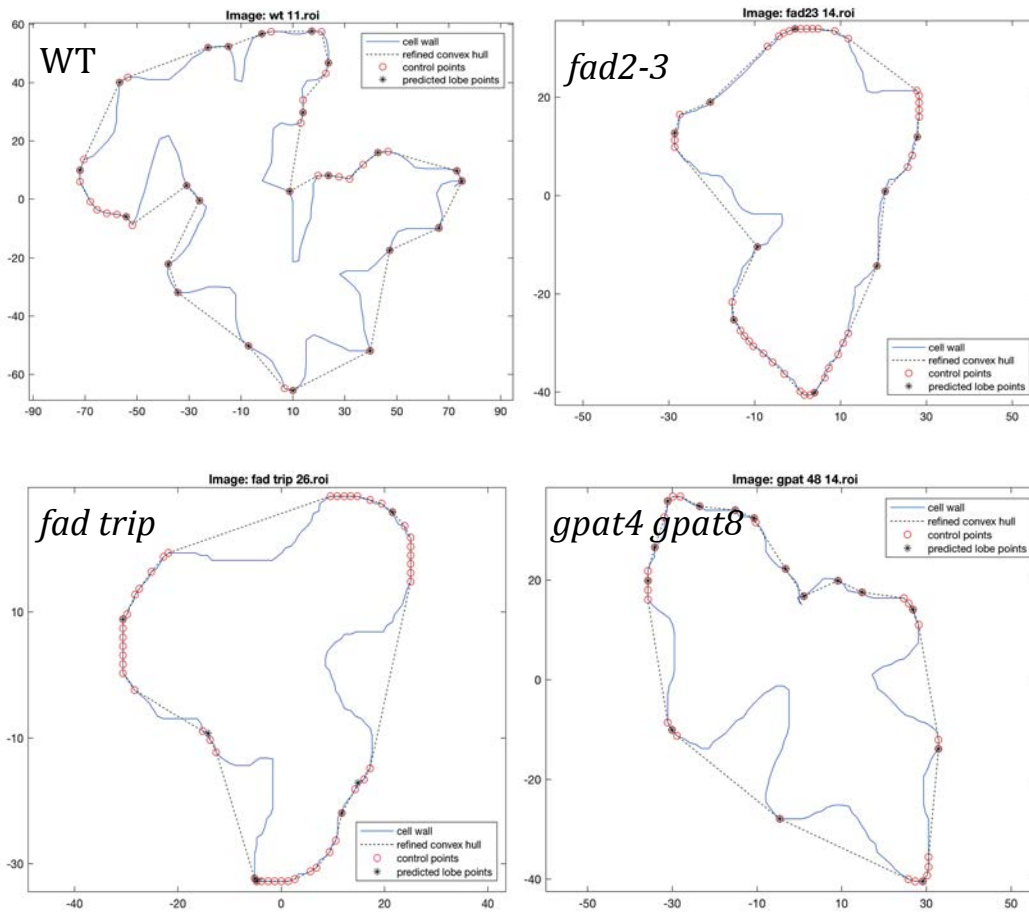 Image: wt 11.roi
WT
cell wall
refined convex hull
control points
predicted lobe points
60
40
20
0
-20
-40
-60
-90
-70
-50
-30
-10
10
30
50
70
90
Image: fad23 14.roi
fad2-3
20
0
-20
-40
-50
-30
-10
10
30
50
cell wall
refined convex hull
control points
predicted lobe points
Image: fad trip 26.roi
fad trip
10
-10
-30
-40
-20
0
20
40
cell wall
refined convex hull
control points
predicted lobe points
Image: gpat 48 14.roi
gpat4 gpat8
cell wall
refined convex hull
control points
predicted lobe points
20
0
-20
-40
-50
-30
-10
10
30
50